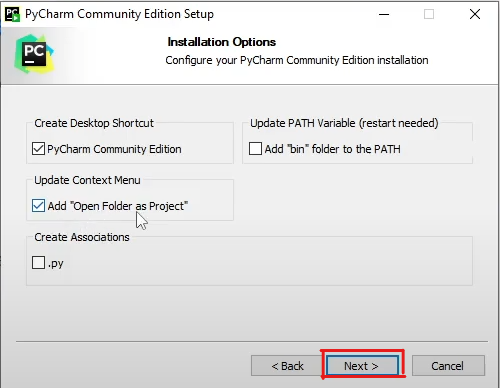 PyCharm Community Edition Setup
PC
PC
Installation Options
Configure your PyCharm Community Edition installation
Create Desktop Shortcut
Update PATH Variable (restart needed)
PyCharm Community Edition
Add "bin" folder to the PATH
Update Context Menu
Add "Open Folder as Project"
Create Associations
.py
< Back
Next >
Cancel